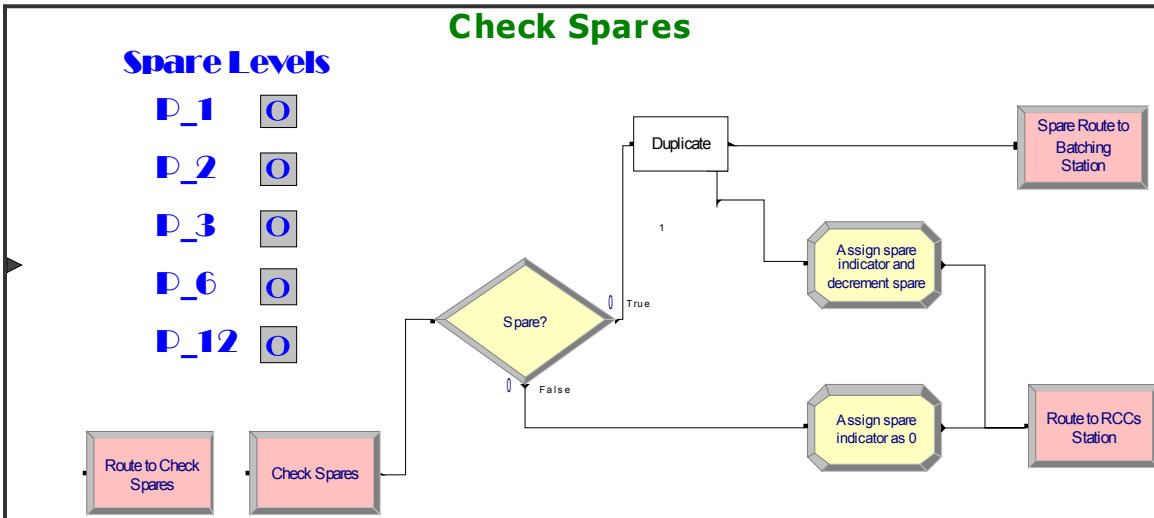 Check Spares
Spare Levels
P_1 0
P_2 0
P_3 0
P_6 0
P_12 0
Duplicate
Spare Route to
Batching
Station
1
Assign spare
indicator and
decrement spare
0
True
Spare?
0
False
Assign spare
indicator as 0
Route to RCCs
Station
Route to Check
Spares
Check Spares